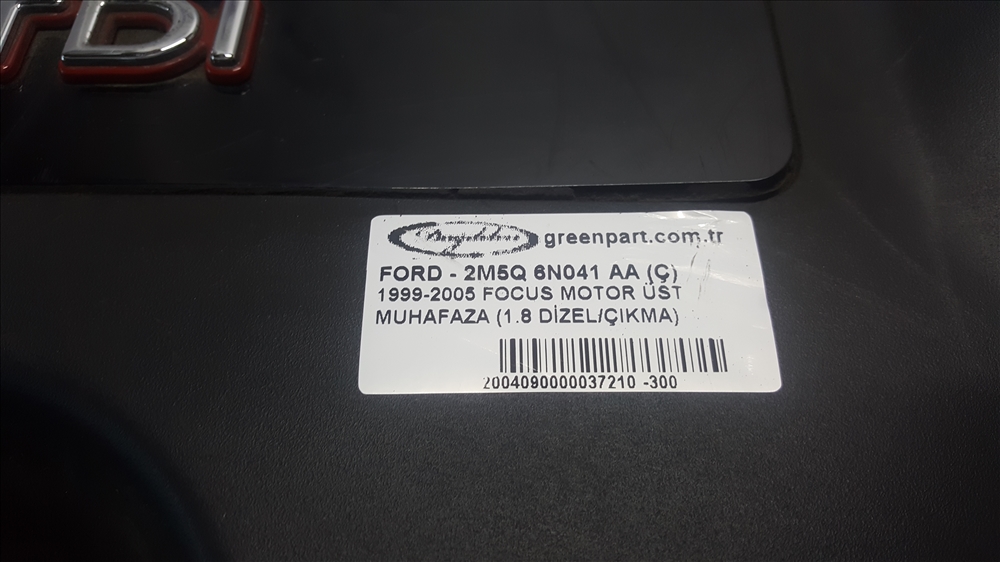 TDI
greenpart.com.tr
FORD - 2M5Q 6N041 AA (Ç)
1999-2005 FOCUS MOTOR ÜST
MUHAFAZA (1.8 DİZEL/ÇIKMA)
2004090000037210 -300